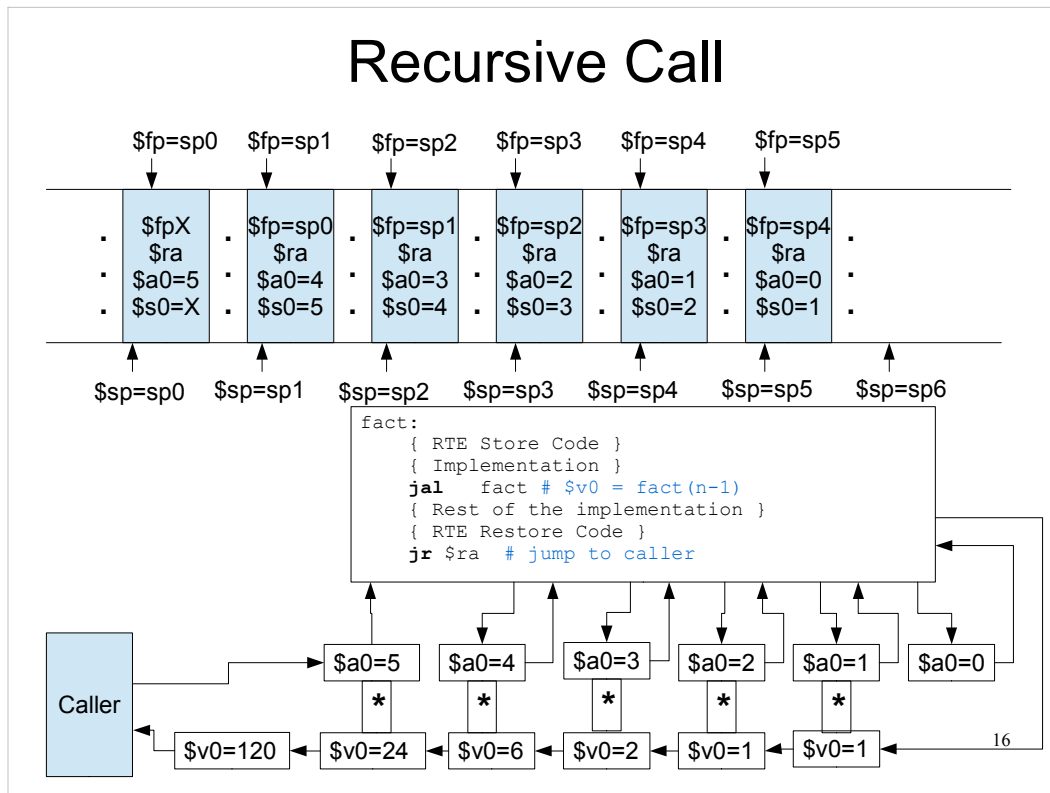 Recursive Call
$fp=sp0 $fp=sp1 $fp=sp2 $fp=sp3 $fp=sp4 $fp=sp5
$fpX $fp=sp0 $fp=sp1 $fp=sp2 $fp=sp3 $fp=sp4
. $ra . $ra . $ra . $ra . $ra . $ra .
. $a0=5 . $a0=4 . $a0=3 . $a0=2 . $a0=1 . $a0=0 .
. $s0=X . $s0=5 . $s0=4 . $s0=3 . $s0=2 . $s0=1 .
$sp=sp0 $sp=sp1 $sp=sp2 $sp=sp3 $sp=sp4 $sp=sp5 $sp=sp6
fact:
{ RTE Store Code }
{ Implementation }
jal fact # $v0 = fact(n-1)
{ Rest of the implementation }
{ RTE Restore Code }
jr $ra # jump to caller
$a0=5 $a0=4 $a0=3 $a0=2 $a0=1 $a0=0
Caller
* * * * *
$v0=120 $v0=24 $v0=6 $v0=2 $v0=1 $v0=1
16